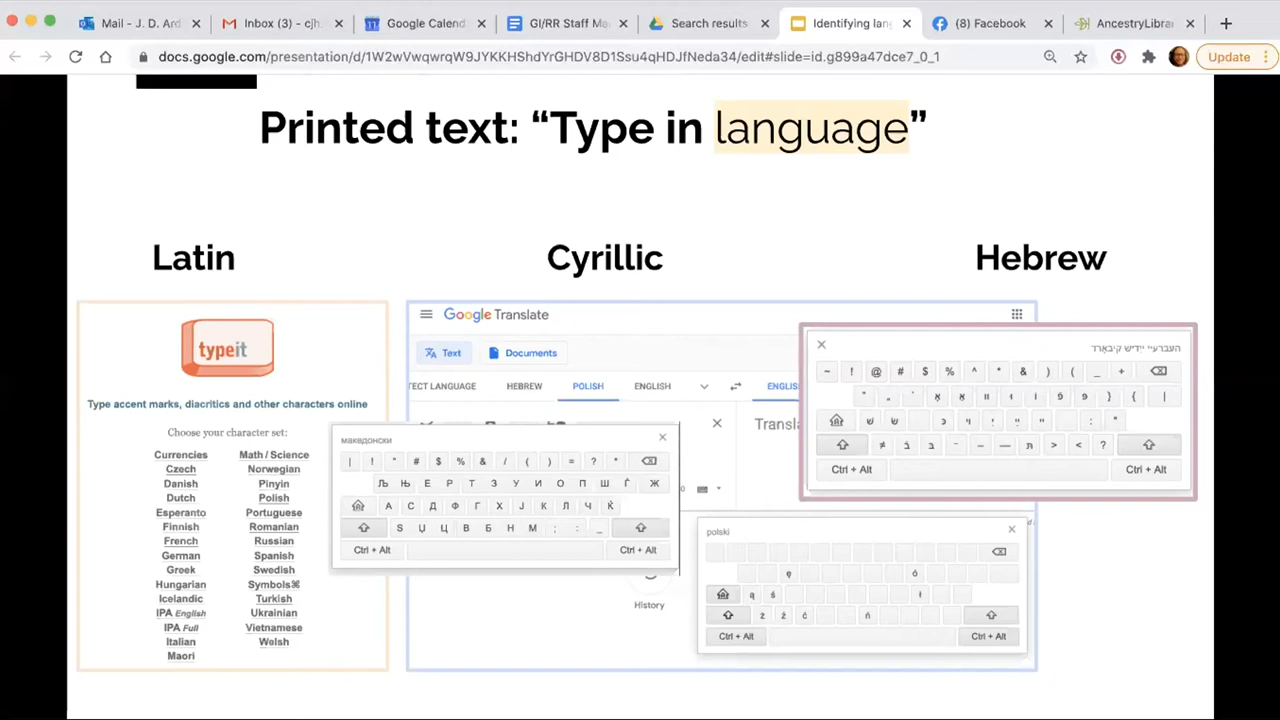 Mail - J. D. Ard
Inbox (3) - cjh.
Google Calend
GI/RR Staff Me
Search results
Identifying lan
(8) Facebook
AncestryLibra
docs.google.com/presentation/d/1W2wVwqwrqW9JYKKHShdYrGHDV8D1Ssu4qHDJfNeda34/edit#slide=id.g899a47dce7_0_1
Update
Printed text: “Type in language”
Latin
Cyrillic
Hebrew
typeit
Type accent marks, diacritics and other characters online
Choose your character set:
Currencies
Czech
Danish
Dutch
Esperanto
Finnish
French
German
Greek
Hungarian
Icelandic
IPA English
IPA Full
Italian
Maori
Math / Science
Norwegian
Pinyin
Polish
Portuguese
Romanian
Russian
Spanish
Swedish
Symbols⌘
Turkish
Ukrainian
Vietnamese
Welsh
Google Translate
Text
Documents
TECT LANGUAGE
HEBREW
POLISH
ENGLISH
ENGLIS
Transla
History
македонски
| ! " # $ % & / ( ) = ? *
Љ Њ Е Р Т З У И О П Ш Ѓ Ж
А С Д Ф Г Х Ј К Л Ч Ќ
Ѕ Џ Ц В Б Н М ; : _
Ctrl + Alt
Ctrl + Alt
~ ! @ # $ % ^ * & ) ( _ +
Ctrl + Alt
Ctrl + Alt
polski
ę ó
ą ś ł
ż ź ć ń
Ctrl + Alt
Ctrl + Alt